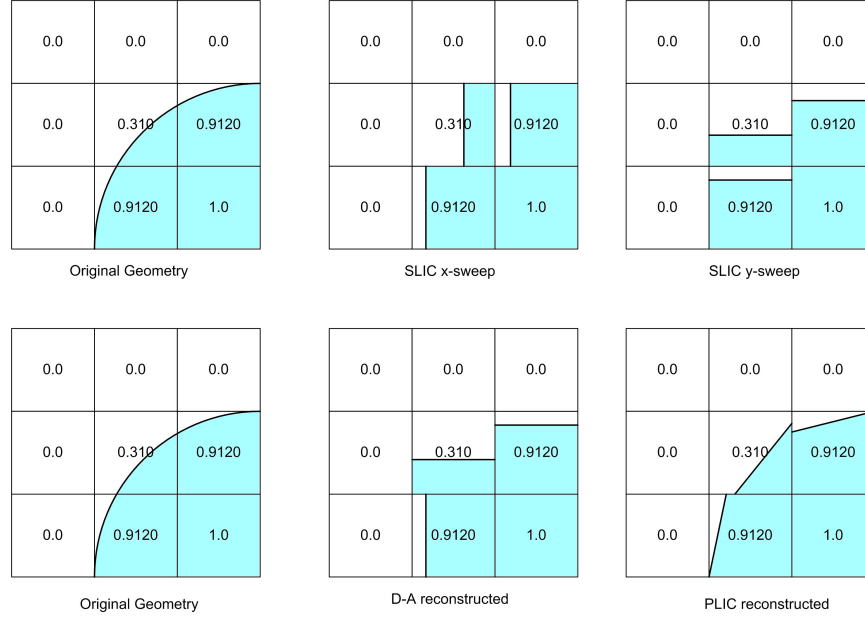 0.0 0.0 0.0 0.0 0.0 0.0 0.0 0.0 0.0
0.0 0.310 0.9120 0.0 0.310 0.9120 0.0 0.310 0.9120
0.0 0.9120 1.0 0.0 0.9120 1.0 0.0 0.9120 1.0
Original Geometry SLIC x-sweep SLIC y-sweep
0.0 0.0 0.0 0.0 0.0 0.0 0.0 0.0 0.0
0.0 0.310 0.9120 0.0 0.310 0.9120 0.0 0.310 0.9120
0.0 0.9120 1.0 0.0 0.9120 1.0 0.0 0.9120 1.0
Original Geometry D-A reconstructed PLIC reconstructed